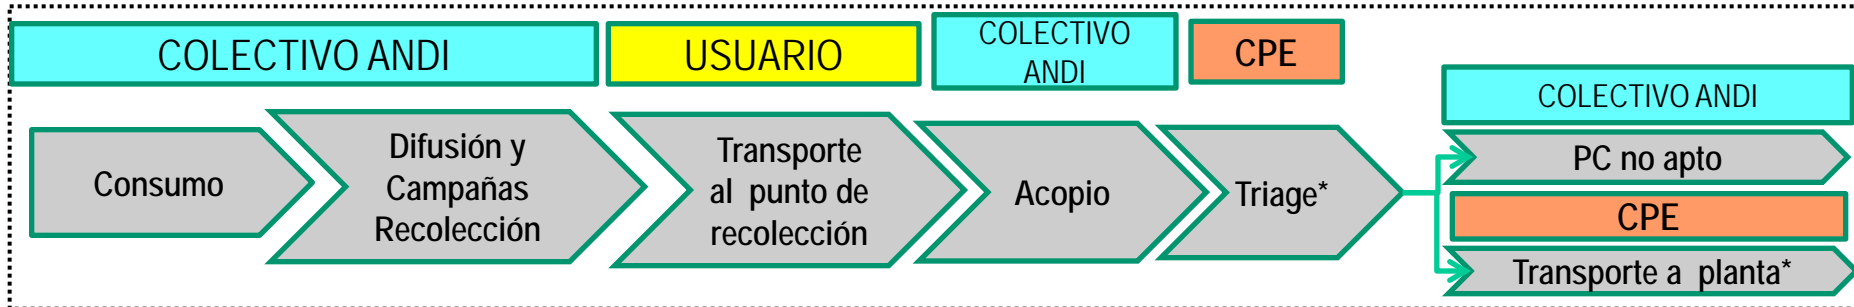 COLECTIVO ANDI
USUARIO
COLECTIVO
ANDI
CPE
COLECTIVO ANDI
Consumo
Difusión y
Campañas
Recolección
Transporte
al punto de
recolección
Acopio
Triage*
PC no apto
CPE
Transporte a planta*